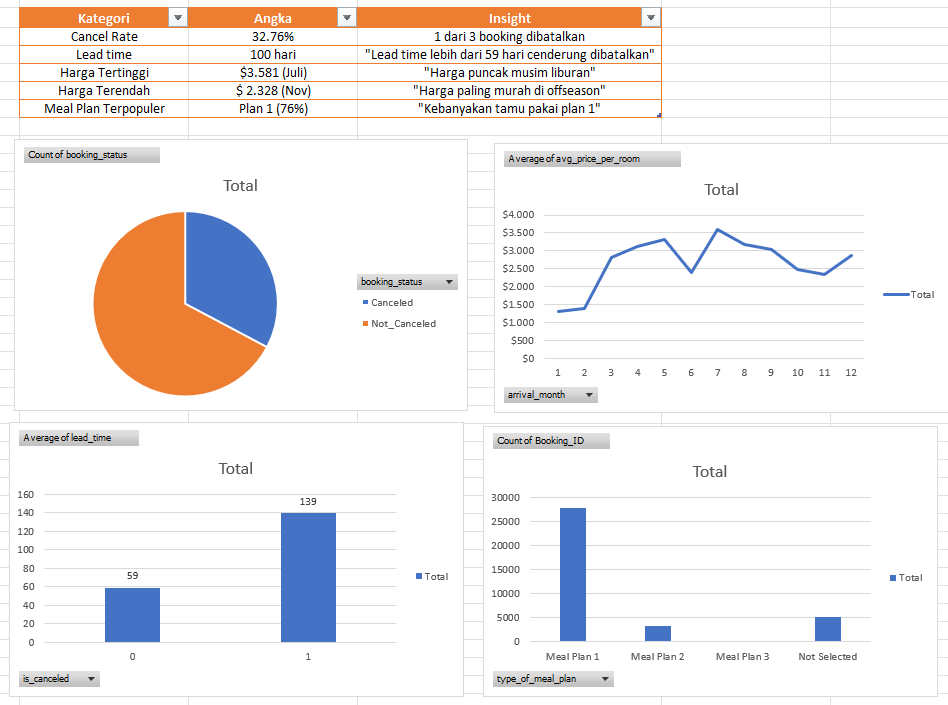 Kategori Angka Insight
Cancel Rate 32.76% 1 dari 3 booking dibatalkan
Lead time 100 hari "Lead time lebih dari 59 hari cenderung dibatalkan"
Harga Tertinggi $3.581 (Juli) "Harga puncak musim liburan"
Harga Terendah $ 2.328 (Nov) "Harga paling murah di offseason"
Meal Plan Terpopuler Plan 1 (76%) "Kebanyakan tamu pakai plan 1"
Count of booking_status
Total
booking_status
Canceled
Not_Canceled
Average of avg_price_per_room
Total
$4.000
$3.500
$3.000
$2.500
$2.000
$1.500
$1.000
$500
$0
1 2 3 4 5 6 7 8 9 10 11 12
Total
arrival_month
Average of lead_time
Total
160
140
120
100
80
60
40
20
0
59
139
0 1
Total
is_canceled
Count of Booking_ID
Total
30000
25000
20000
15000
10000
5000
0
Meal Plan 1 Meal Plan 2 Meal Plan 3 Not Selected
Total
type_of_meal_plan